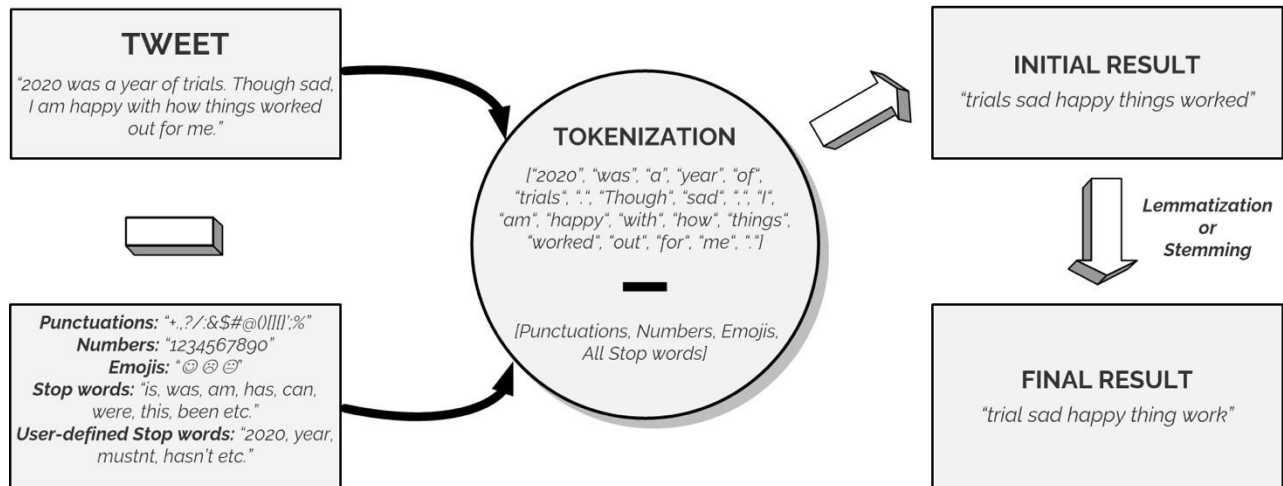 TWEET
“2020 was a year of trials. Though sad,
I am happy with how things worked
out for me.”
Punctuations: “+.,?/:&$#@()[]{}’;%”
Numbers: “1234567890”
Emojis: “☺☹😐”
Stop words: “is, was, am, has, can,
were, this, been etc.”
User-defined Stop words: “2020, year,
mustnt, hasn’t etc.”
TOKENIZATION
[“2020”, “was”, “a”, “year”, “of“,
“trials“, “.“, “Though“, “sad“, “,“, “I“,
“am“, “happy“, “with“, “how“, “things“,
“worked“, “out“, “for“, “me“, “.“]
[Punctuations, Numbers, Emojis,
All Stop words]
INITIAL RESULT
“trials sad happy things worked”
Lemmatization
or
Stemming
FINAL RESULT
“trial sad happy thing work”